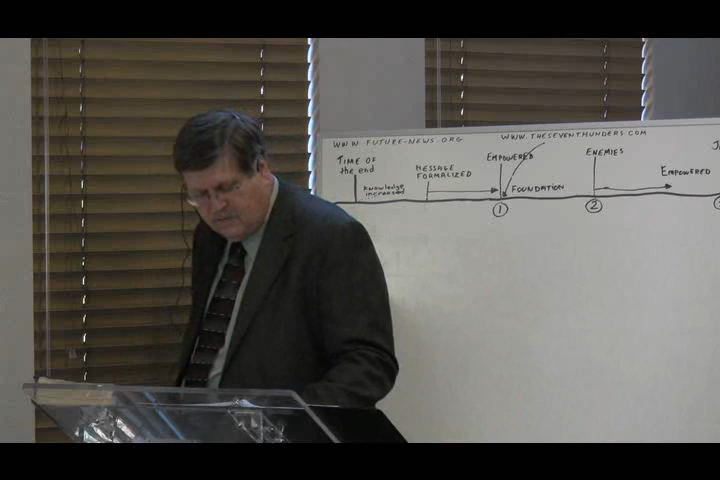 WWW.FUTURE-NEWS.ORG
WWW.THESEVENTHUNDERS.COM
TIME OF
the end
Knowledge
increased
MESSAGE
FORMALIZED
EMPOWERED
FOUNDATION
ENEMIES
EMPOWERED
1
2